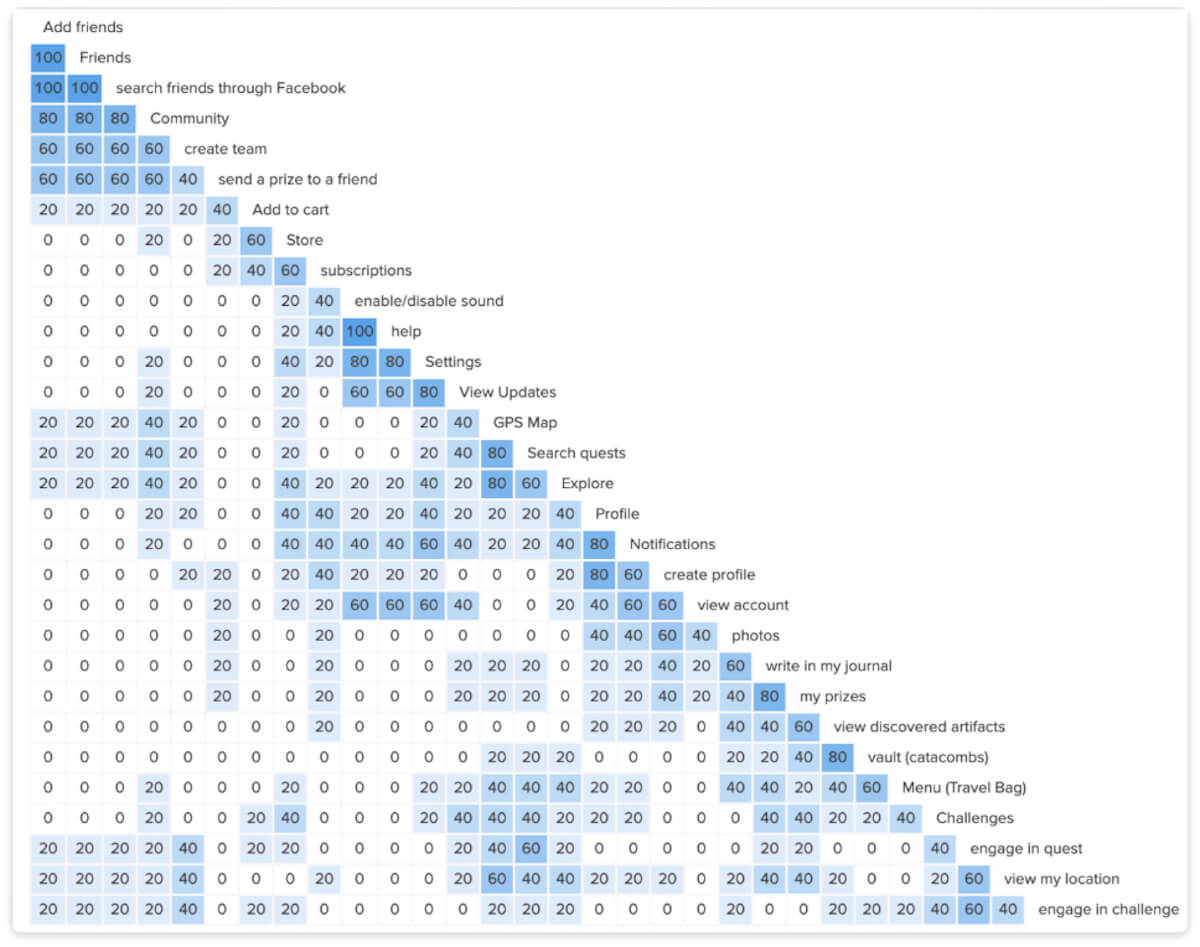 Add friends
100 Friends
100 100 search friends through Facebook
80 80 80 Community
60 60 60 60 create team
60 60 60 60 40 send a prize to a friend
20 20 20 20 20 40 Add to cart
0 0 0 20 0 20 60 Store
0 0 0 0 0 20 40 60 subscriptions
0 0 0 0 0 0 0 20 40 enable/disable sound
0 0 0 0 0 0 0 20 40 100 help
0 0 0 20 0 0 0 40 20 80 80 Settings
0 0 0 20 0 0 0 20 0 60 60 80 View Updates
20 20 20 40 20 0 0 20 0 0 0 20 40 GPS Map
20 20 20 40 20 0 0 20 0 0 0 20 40 80 Search quests
20 20 20 40 20 0 0 40 20 20 20 40 20 80 60 Explore
0 0 0 20 20 0 0 40 40 20 20 40 20 20 20 40 Profile
0 0 0 20 0 0 0 40 40 40 40 60 40 20 20 40 80 Notifications
0 0 0 0 20 20 0 20 40 20 20 20 0 0 0 20 80 60 create profile
0 0 0 0 0 20 0 20 20 60 60 60 40 0 0 20 40 60 60 view account
0 0 0 0 0 20 0 0 20 0 0 0 0 0 0 0 40 40 60 40 photos
0 0 0 0 0 20 0 0 20 0 0 0 20 20 20 0 20 20 40 20 60 write in my journal
0 0 0 0 0 20 0 0 20 0 0 0 20 20 20 0 20 20 40 20 40 80 my prizes
0 0 0 0 0 0 0 0 20 0 0 0 0 0 0 0 20 20 20 0 40 40 60 view discovered artifacts
0 0 0 0 0 0 0 0 0 0 0 0 0 20 20 20 0 0 0 0 20 20 40 80 vault (catacombs)
0 0 0 20 0 0 0 20 0 0 0 20 20 40 40 40 20 20 0 0 40 40 20 40 60 Menu (Travel Bag)
0 0 0 20 0 0 20 40 0 0 0 20 40 40 40 20 20 20 0 0 0 40 40 20 20 40 Challenges
20 20 20 20 40 0 20 20 0 0 0 0 20 40 60 20 0 0 0 0 0 20 20 0 0 0 40 engage in quest
20 20 20 20 40 0 0 0 20 0 0 0 20 60 40 40 20 20 20 0 20 40 40 20 0 0 20 60 view my location
20 20 20 20 40 0 20 20 0 0 0 0 0 20 20 20 0 0 0 0 20 0 0 20 20 20 40 60 40 engage in challenge